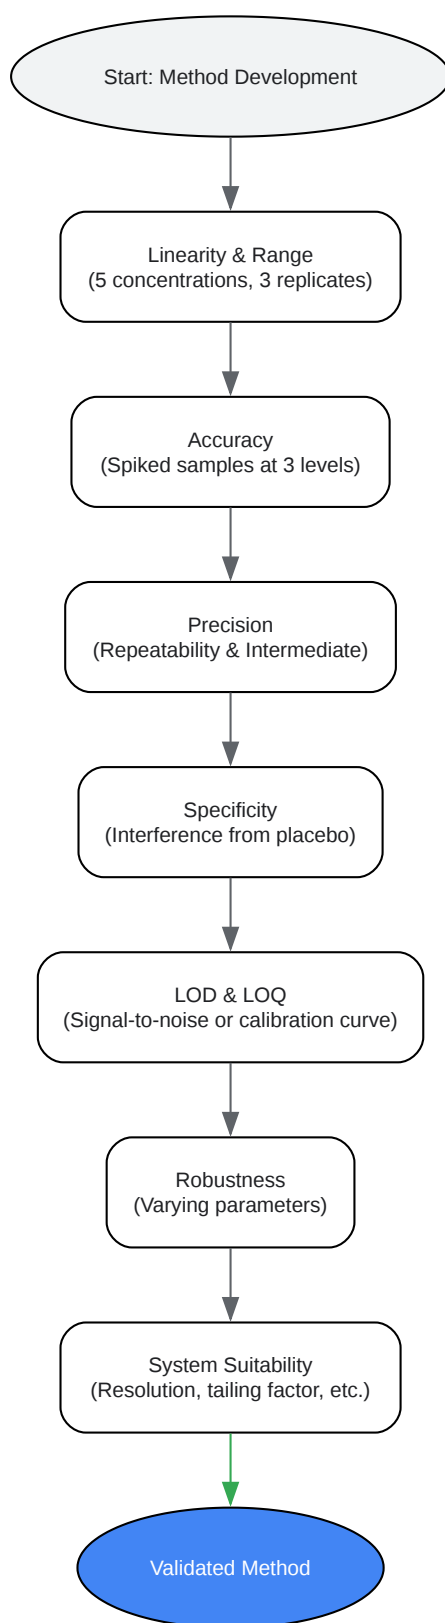 Start: Method Development
Linearity & Range
(5 concentrations, 3 replicates)
Accuracy
(Spiked samples at 3 levels)
Precision
(Repeatability & Intermediate)
Specificity
(Interference from placebo)
LOD & LOQ
(Signal-to-noise or calibration curve)
Robustness
(Varying parameters)
System Suitability
(Resolution, tailing factor, etc.)
Validated Method